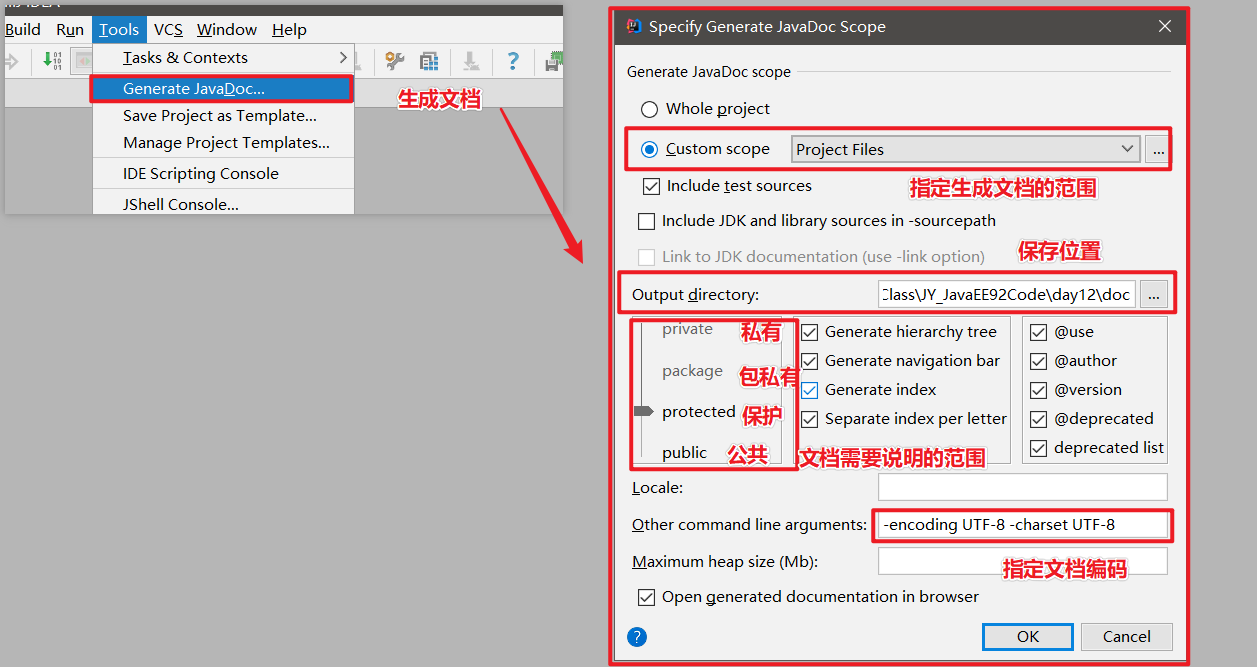 Build Run Tools VCS Window Help
Tasks & Contexts
Generate JavaDoc...
Save Project as Template...
Manage Project Templates...
IDE Scripting Console
JShell Console...
生成文档
Specify Generate JavaDoc Scope
Generate JavaDoc scope
Whole project
Custom scope Project Files ...
Include test sources
指定生成文档的范围
Include JDK and library sources in -sourcepath
Link to JDK documentation (use -link option)
保存位置
Output directory: Class\JY_JavaEE92Code\day12\doc ...
private 私有
package 包私有
protected 保护
public 公共
Generate hierarchy tree
Generate navigation bar
Generate index
Separate index per letter
@use
@author
@version
@deprecated
deprecated list
文档需要说明的范围
Locale:
Other command line arguments: -encoding UTF-8 -charset UTF-8
Maximum heap size (Mb):
指定文档编码
Open generated documentation in browser
? OK Cancel